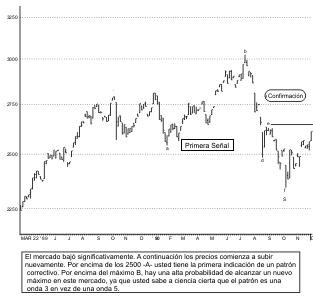 3250
3000
b
Confirmación
2750
a
Primera Señal
2500
a
d
5
2250
MAR 22 '89 J J A S O N D 90 F M A M J J A S O N D
El mercado bajó significativamente. A continuación los precios comienza a subir
nuevamente. Por encima de los 2500 -A- usted tiene la primera indicación de un patrón
correctivo. Por encima del máximo B, hay una alta probabilidad de alcanzar un nuevo
máximo en este mercado, ya que usted sabe a ciencia cierta que el patrón es una
onda 3 en vez de una onda 5.